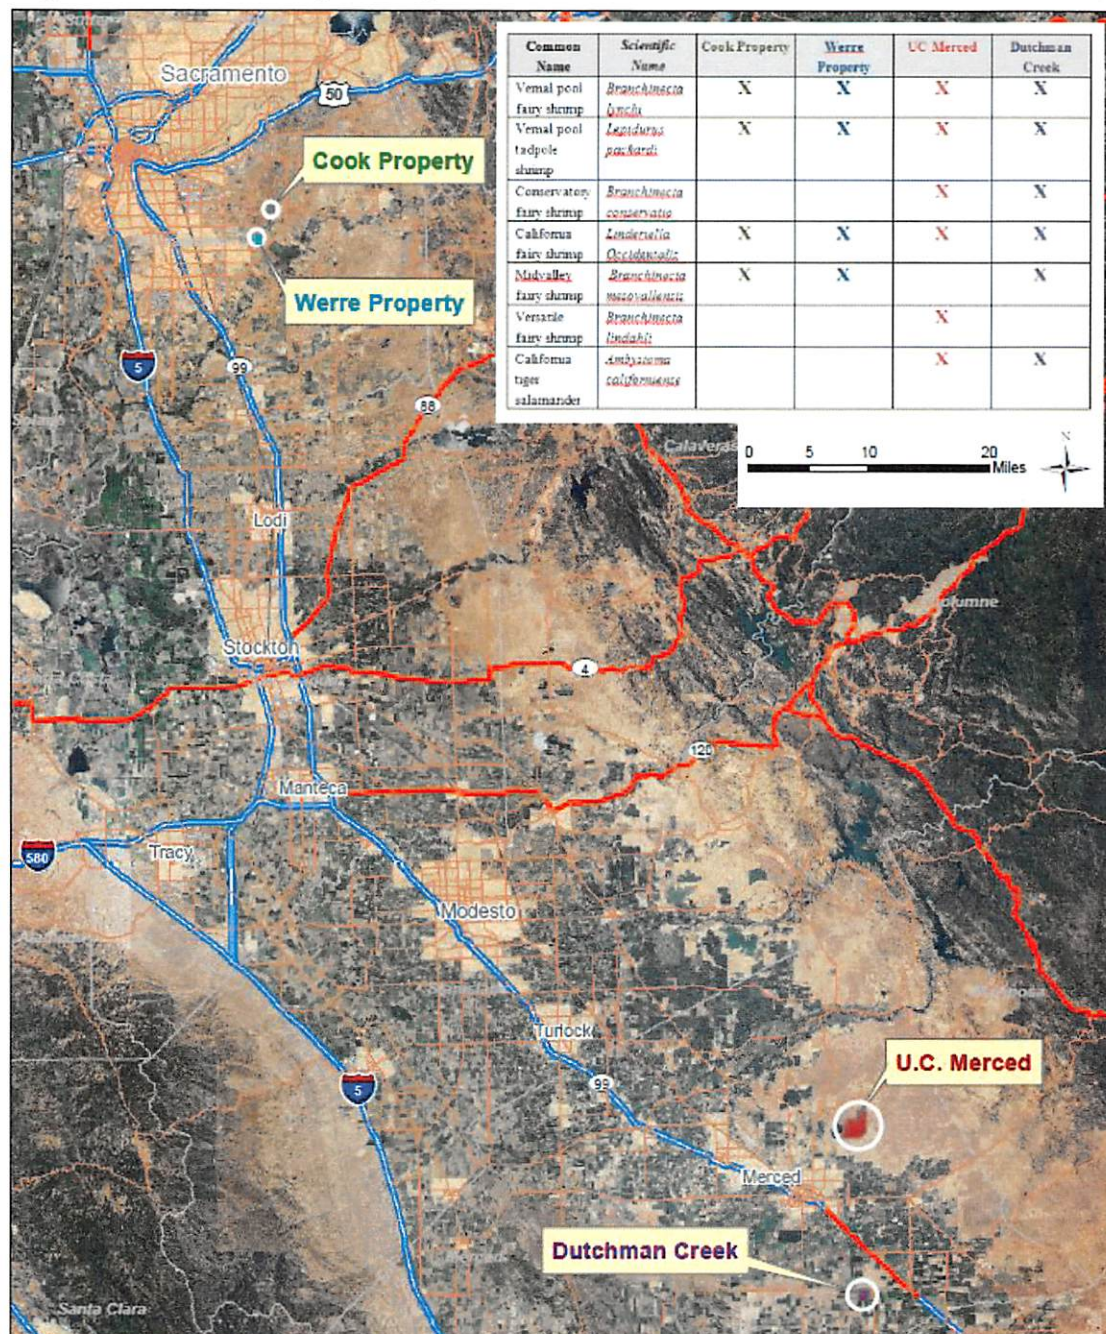 Sutter
Sacramento
50
Cook Property
Werre Property
5
99
88
Common Name
Scientific Name
Cook Property
Werre Property
UC Merced
Dutchman Creek
Vernal pool fairy shrimp
Branchinecta lynchi
X X X X
Vernal pool tadpole shrimp
Lepidurus packardi
X X X X
Conservatory fairy shrimp
Branchinecta conservatio
X X
California fairy shrimp
Linderiella Occidentalis
X X X X
Midvalley fairy shrimp
Branchinecta mesovallensis
X X X
Versatile fairy shrimp
Branchinecta lindahli
X
California tiger salamander
Ambystoma californiense
X X
Calaveras
0 5 10 20
Miles
N
Lodi
Stockton
4
120
Manteca
580
Tracy
Modesto
Turlock
99
5
U.C. Merced
Merced
Dutchman Creek
Santa Clara